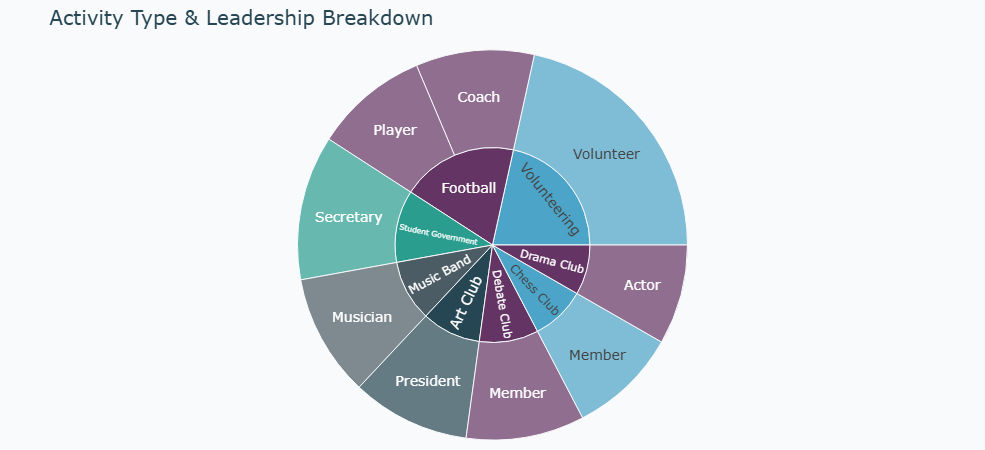 Activity Type & Leadership Breakdown
Coach
Player
Volunteer
Football
Volunteering
Secretary
Student Government
Drama Club
Music Band
Chess Club
Actor
Art Club
Debate Club
Musician
Member
President
Member